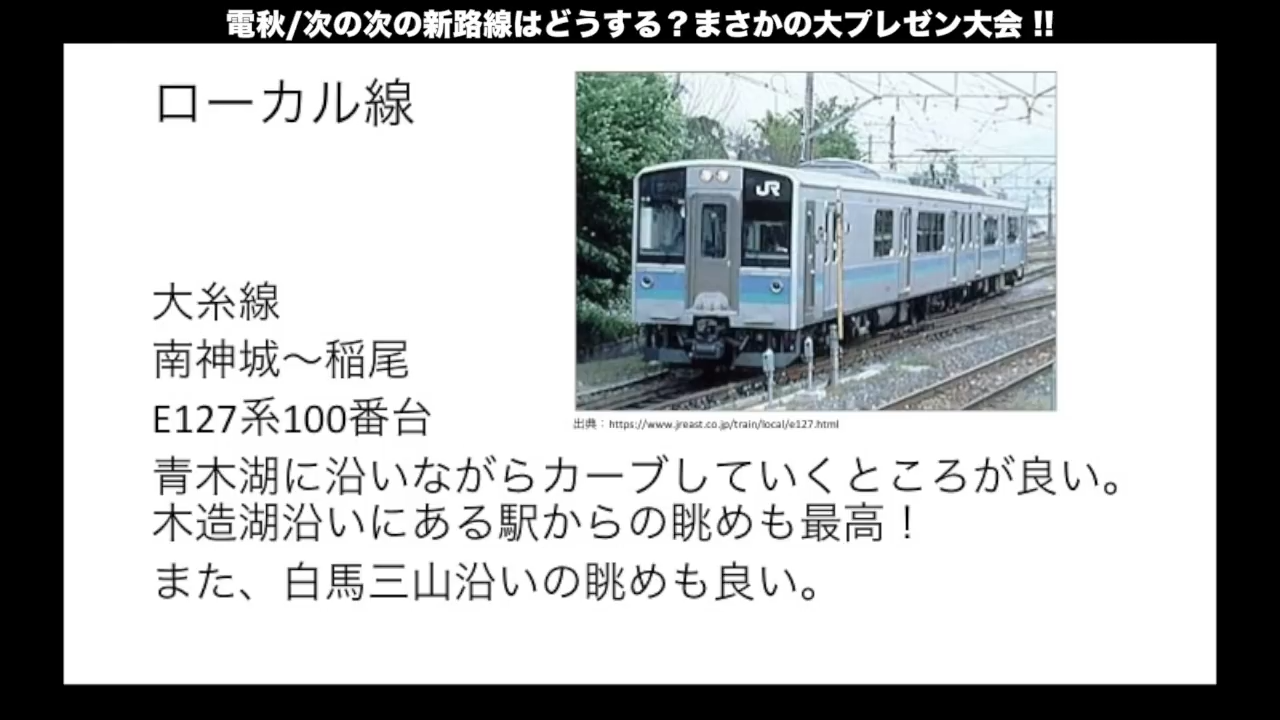 電秋/次の次の新路線はどうする？まさかの大プレゼン大会 !!
ローカル線
JR
出典：https://www.jreast.co.jp/train/local/e127.html
大糸線
南神城～稲尾
E127系100番台
青木湖に沿いながらカーブしていくところが良い。
木造湖沿いにある駅からの眺めも最高！
また、白馬三山沿いの眺めも良い。